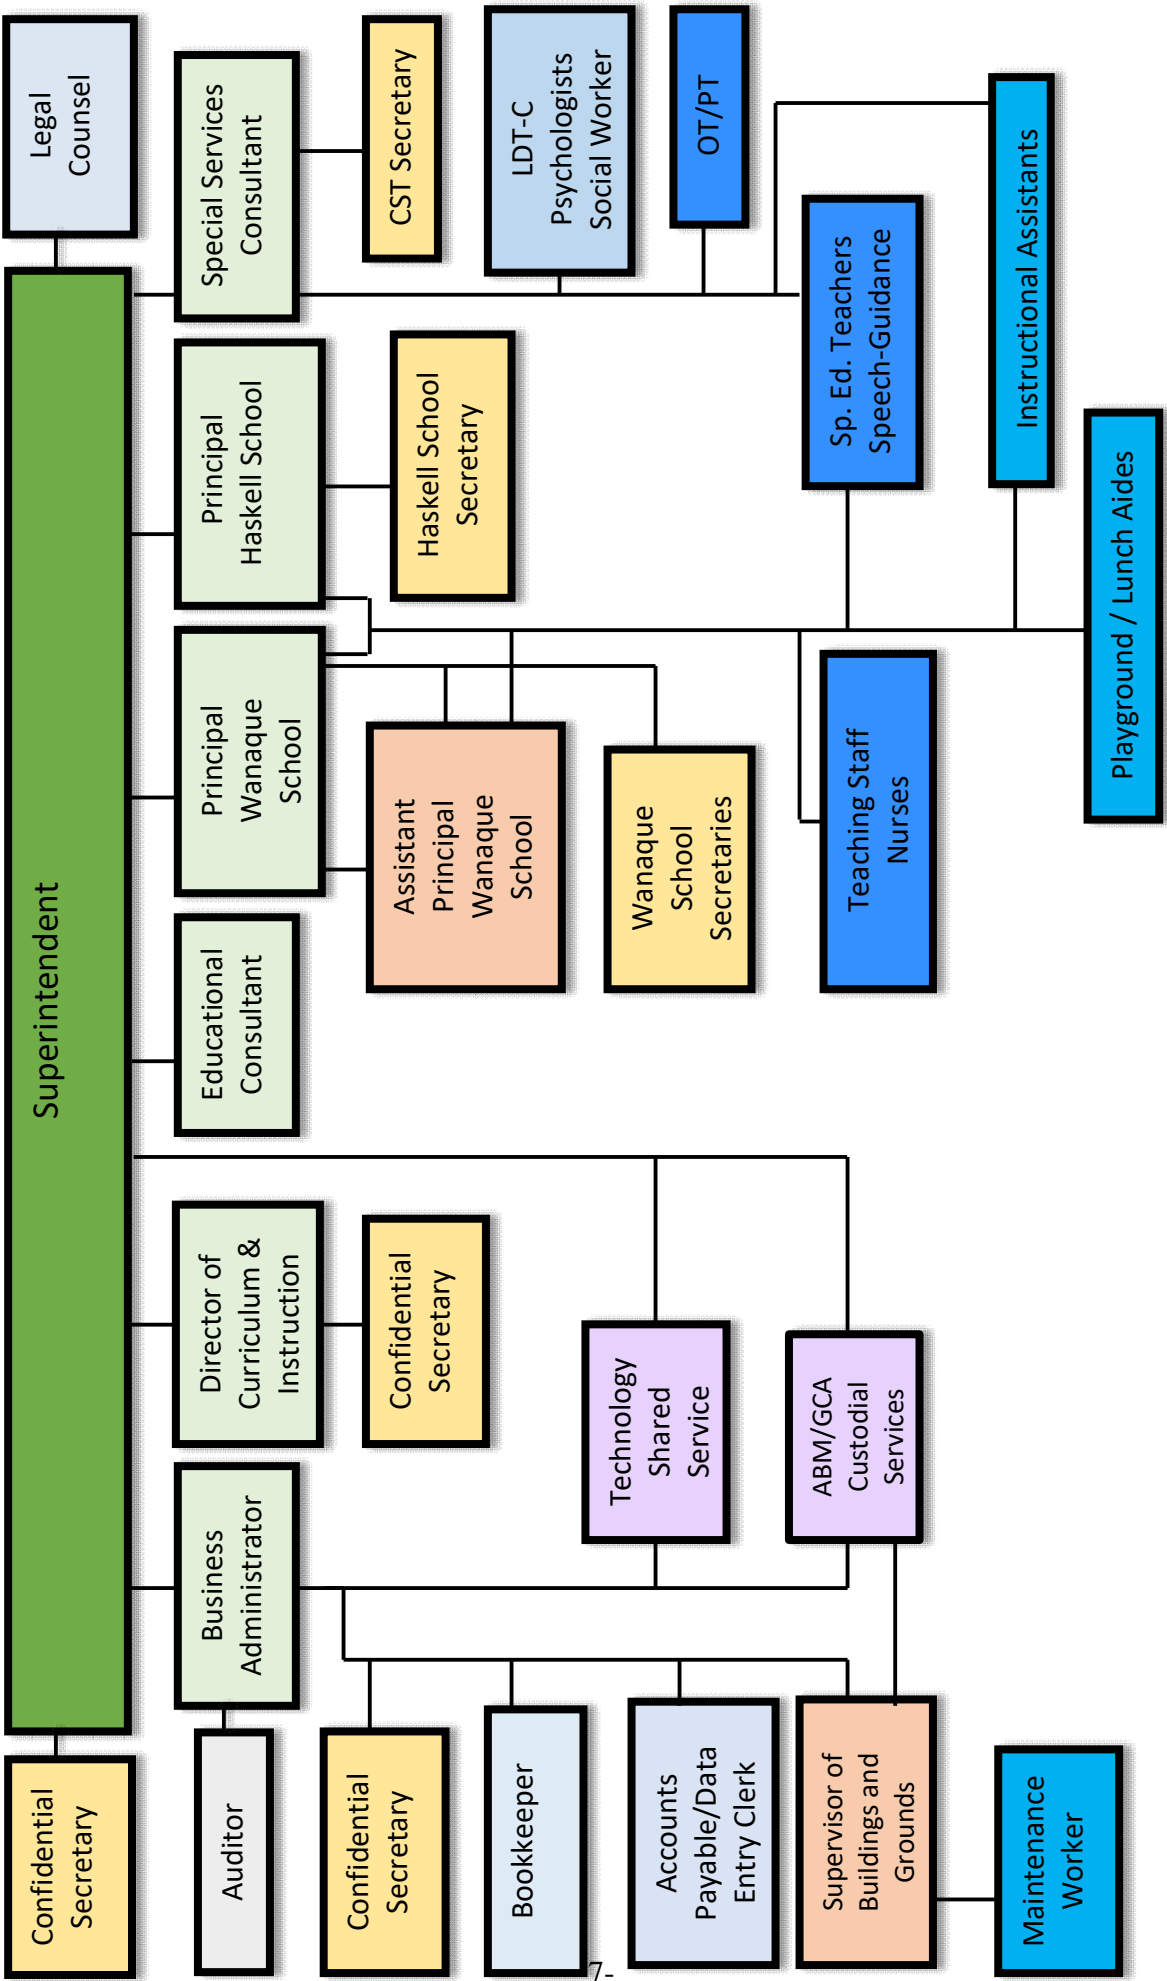 Confidential
Secretary
Superintendent
Legal
Counsel
Auditor
Business
Administrator
Director of
Curriculum &
Instruction
Educational
Consultant
Principal
Wanaque
School
Principal
Haskell School
Special Services
Consultant
Confidential
Secretary
Confidential
Secretary
Assistant
Principal
Wanaque
School
Haskell School
Secretary
CST Secretary
Bookkeeper
LDT-C
Psychologists
Social Worker
Accounts
Payable/Data
Entry Clerk
Technology
Shared
Service
Wanaque
School
Secretaries
OT/PT
Supervisor of
Buildings and
Grounds
ABM/GCA
Custodial
Services
Teaching Staff
Nurses
Sp. Ed. Teachers
Speech-Guidance
Maintenance
Worker
Instructional Assistants
Playground / Lunch Aides
7-